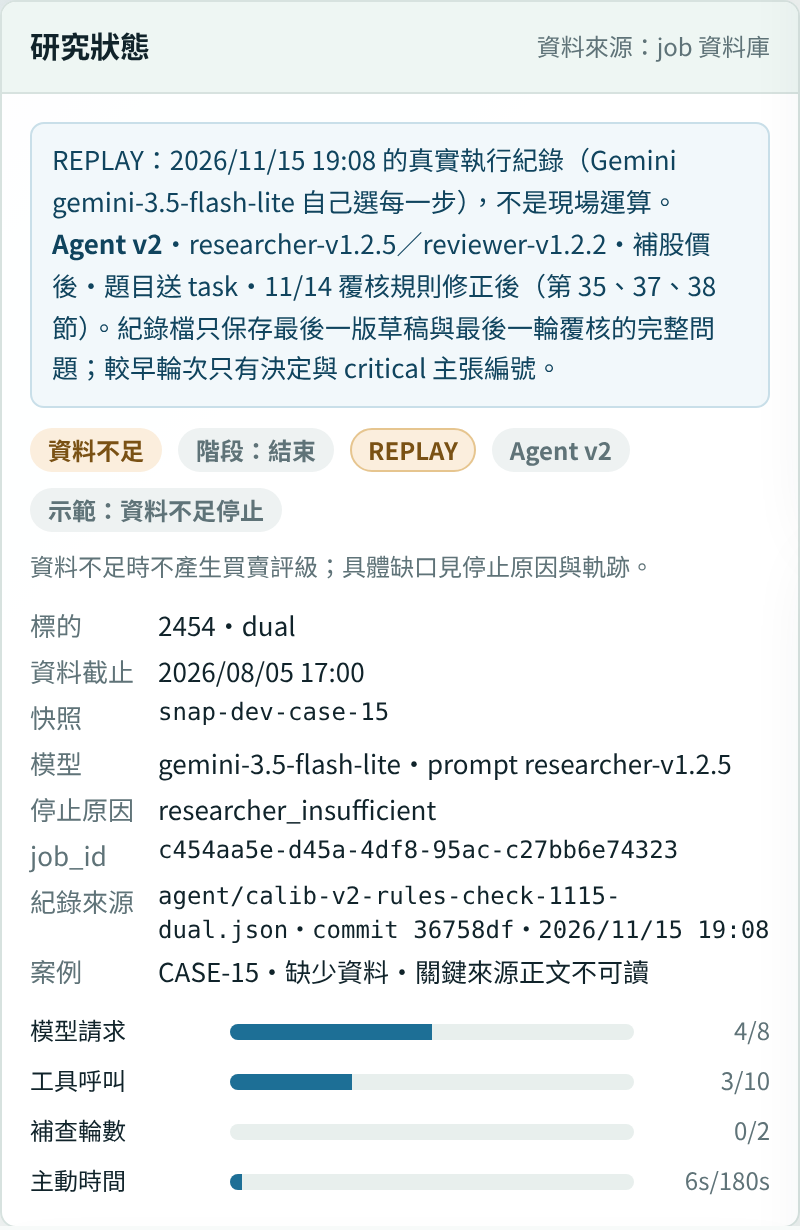 研究狀態
資料來源：job 資料庫
REPLAY：2026/11/15 19:08 的真實執行紀錄（Gemini
gemini-3.5-flash-lite 自己選每一步），不是現場運算。
Agent v2・researcher-v1.2.5／reviewer-v1.2.2・補股價
後・題目送 task・11/14 覆核規則修正後（第 35、37、38
節）。紀錄檔只保存最後一版草稿與最後一輪覆核的完整問
題；較早輪次只有決定與 critical 主張編號。
資料不足
階段：結束
REPLAY
Agent v2
示範：資料不足停止
資料不足時不產生買賣評級；具體缺口見停止原因與軌跡。
標的 2454・dual
資料截止 2026/08/05 17:00
快照 snap-dev-case-15
模型 gemini-3.5-flash-lite・prompt researcher-v1.2.5
停止原因 researcher_insufficient
job_id c454aa5e-d45a-4df8-95ac-c27bb6e74323
紀錄來源 agent/calib-v2-rules-check-1115-
dual.json・commit 36758df・2026/11/15 19:08
案例 CASE-15・缺少資料・關鍵來源正文不可讀
模型請求 4/8
工具呼叫 3/10
補查輪數 0/2
主動時間 6s/180s